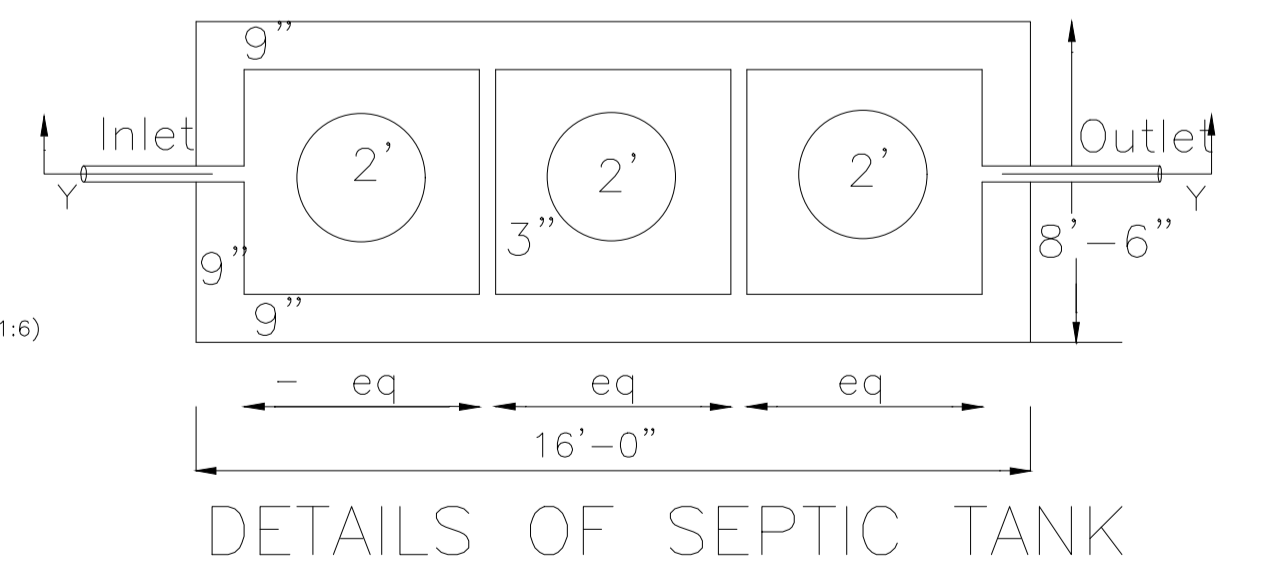 9”
Inlet
Outlet
2’
2’
2’
Y
Y
3”
8’–6”
9”
9”
1:6)
– eq
eq
eq
16’–0”
DETAILS OF SEPTIC TANK